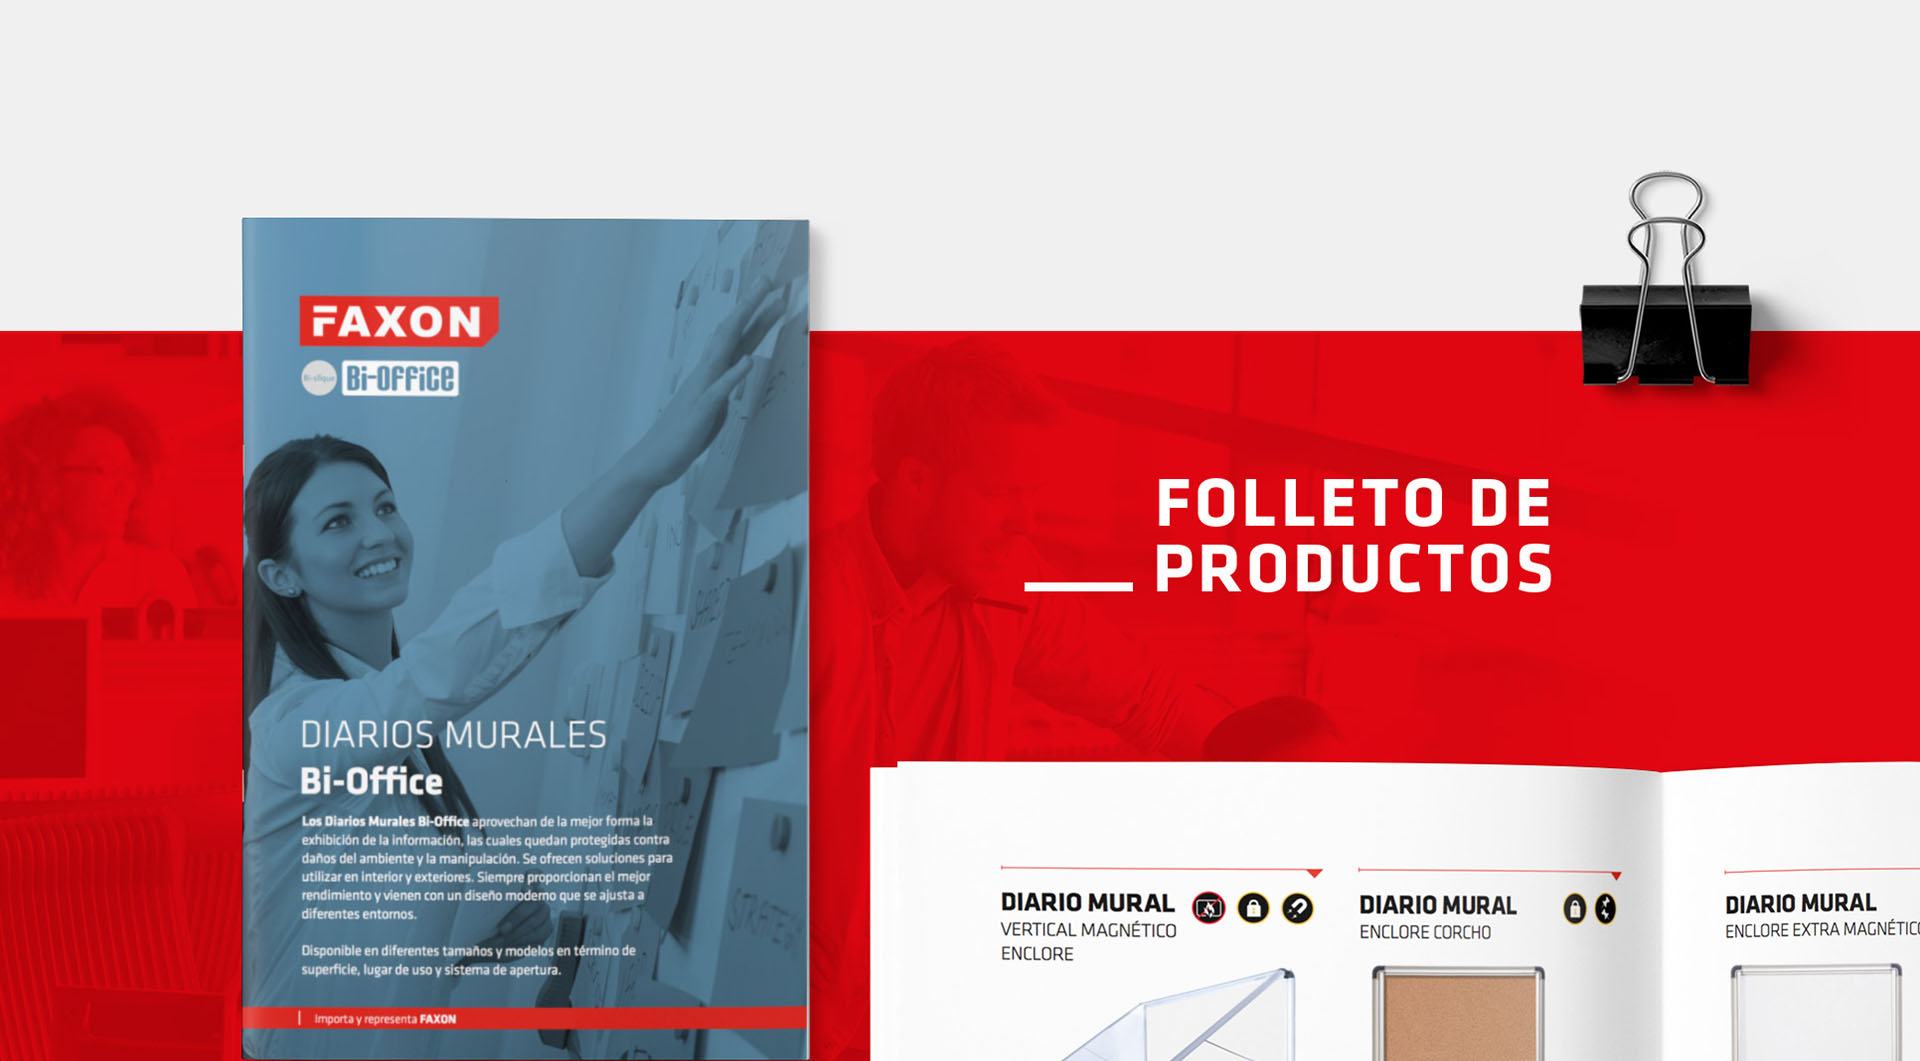 FAXON
Bi-silque
Bi-OFFiCE
DIARIOS MURALES
Bi-Office
Los Diarios Murales Bi-Office aprovechan de la mejor forma la
exhibición de la información, las cuales quedan protegidas contra
daños del ambiente y la manipulación. Se ofrecen soluciones para
utilizar en interior y exteriores. Siempre proporcionan el mejor
rendimiento y vienen con un diseño moderno que se ajusta a
diferentes entornos.
Disponible en diferentes tamaños y modelos en término de
superficie, lugar de uso y sistema de apertura.
Importa y representa FAXON
FOLLETO DE
PRODUCTOS
DIARIO MURAL
VERTICAL MAGNÉTICO
ENCLORE
DIARIO MURAL
ENCLORE CORCHO
DIARIO MURAL
ENCLORE EXTRA MAGNÉTICO